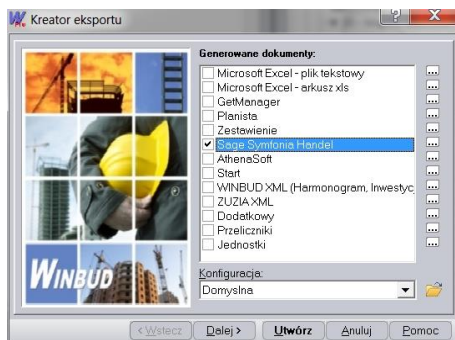 Kreator eksportu
Generowane dokumenty:
Microsoft Excel - plik tekstowy
Microsoft Excel - arkusz xls
GetManager
Planista
Zestawienie
Sage Symfonia Handel
AthenaSoft
Start
WINBUD XML (Harmonogram, Inwestyc
ZUZIA XML
Dodatkowy
Przeliczniki
Jednostki
WINBUD
Konfiguracja:
Domyslna
< Wstecz
Dalej >
Utwórz
Anuluj
Pomoc